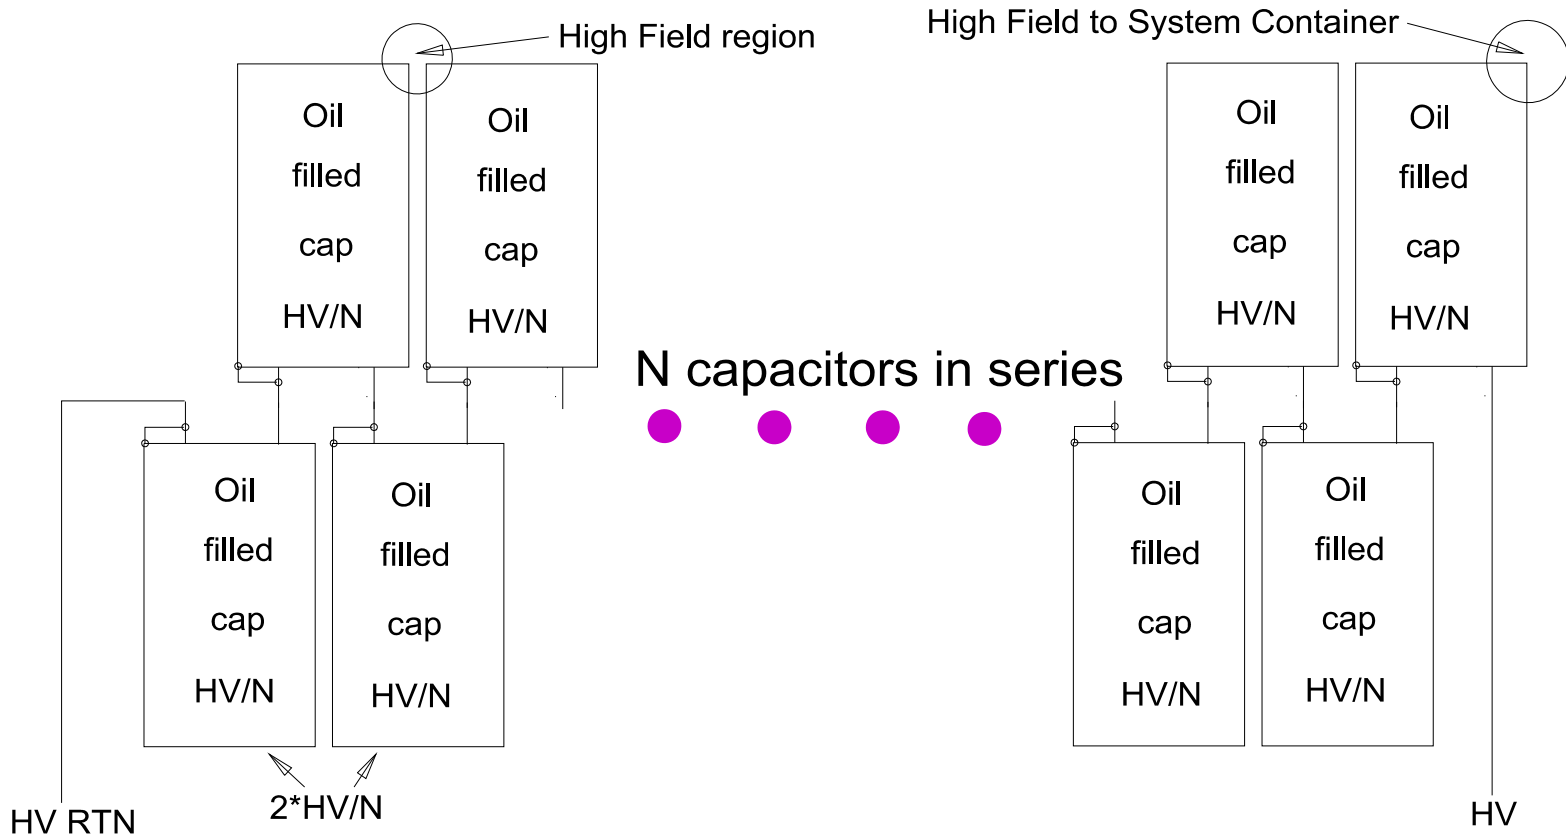 High Field region
High Field to System Container
Oil
filled
cap
HV/N
Oil
filled
cap
HV/N
Oil
filled
cap
HV/N
Oil
filled
cap
HV/N
N capacitors in series
Oil
filled
cap
HV/N
Oil
filled
cap
HV/N
Oil
filled
cap
HV/N
Oil
filled
cap
HV/N
HV RTN
2*HV/N
HV